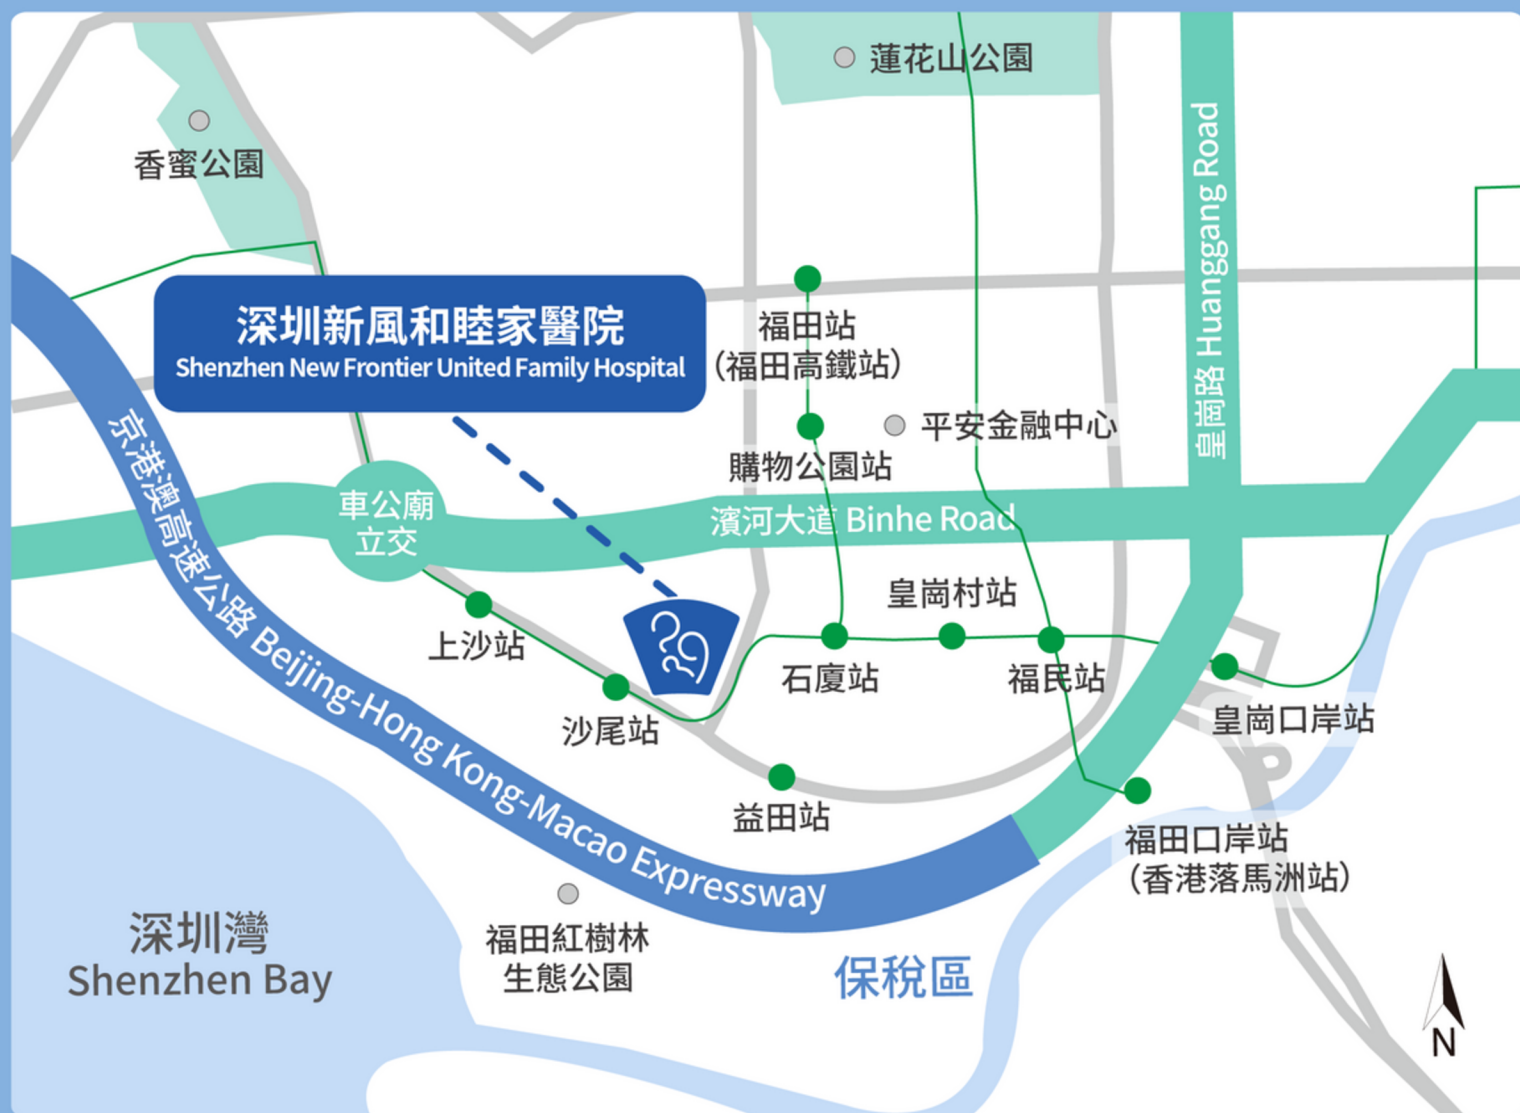 蓮花山公園
香蜜公園
皇崗路 Huanggang Road
深圳新風和睦家醫院
Shenzhen New Frontier United Family Hospital
福田站
（福田高鐵站）
平安金融中心
購物公園站
京港澳高速公路 Beijing-Hong Kong-Macao Expressway
車公廟
立交
濱河大道 Binhe Road
皇崗村站
上沙站
石廈站
福民站
沙尾站
皇崗口岸站
益田站
福田口岸站
（香港落馬洲站）
福田紅樹林
生態公園
深圳灣
Shenzhen Bay
保稅區
N